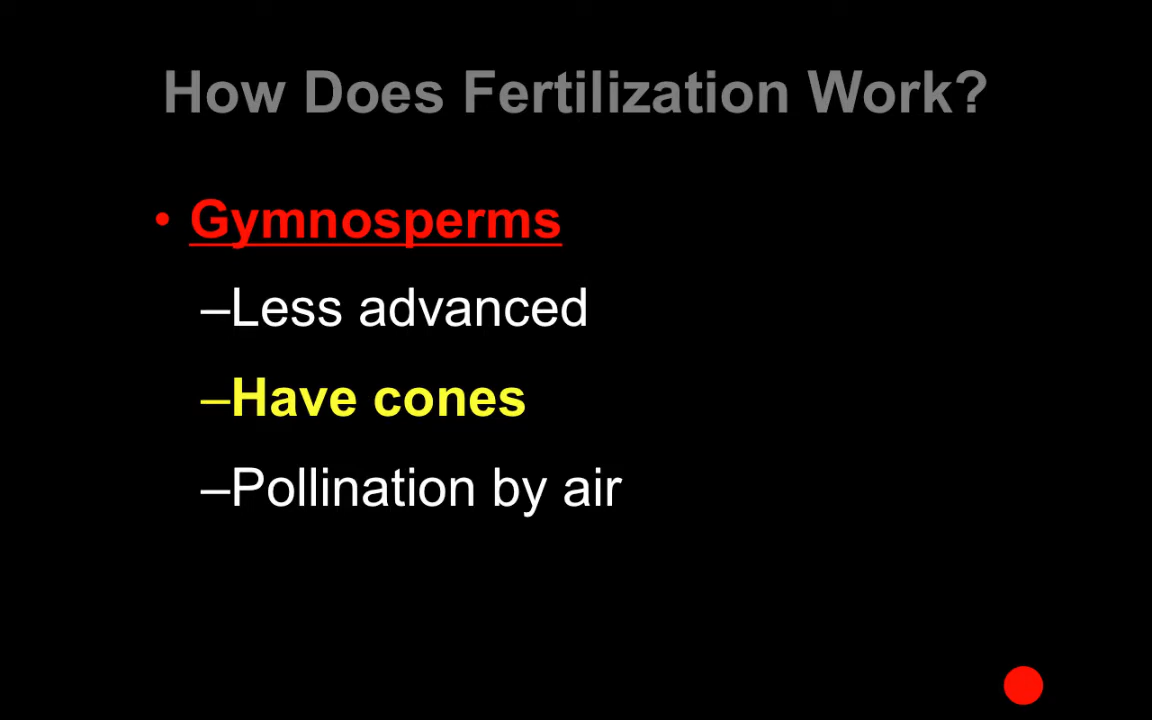 How Does Fertilization Work?
• Gymnosperms
–Less advanced
–Have cones
–Pollination by air